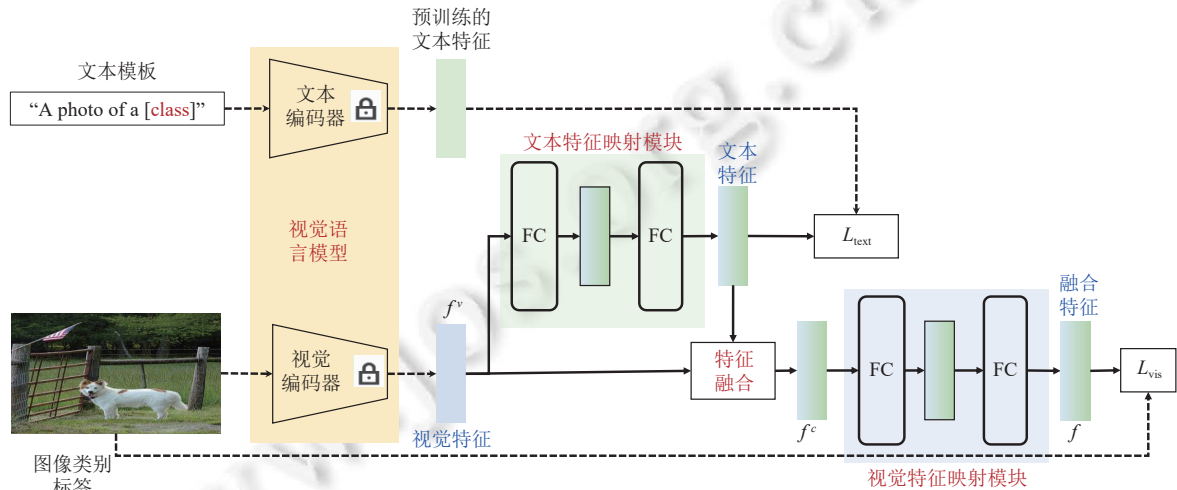 预训练的
文本特征
文本模板
“A photo of a [class]”
文本
编码器
文本特征映射模块
文本
特征
FC
FC
L_text
视觉语
言模型
f^v
视觉
编码器
视觉特征
特征
融合
f^c
FC
FC
融合
特征
f
L_vis
视觉特征映射模块
图像类别
标签